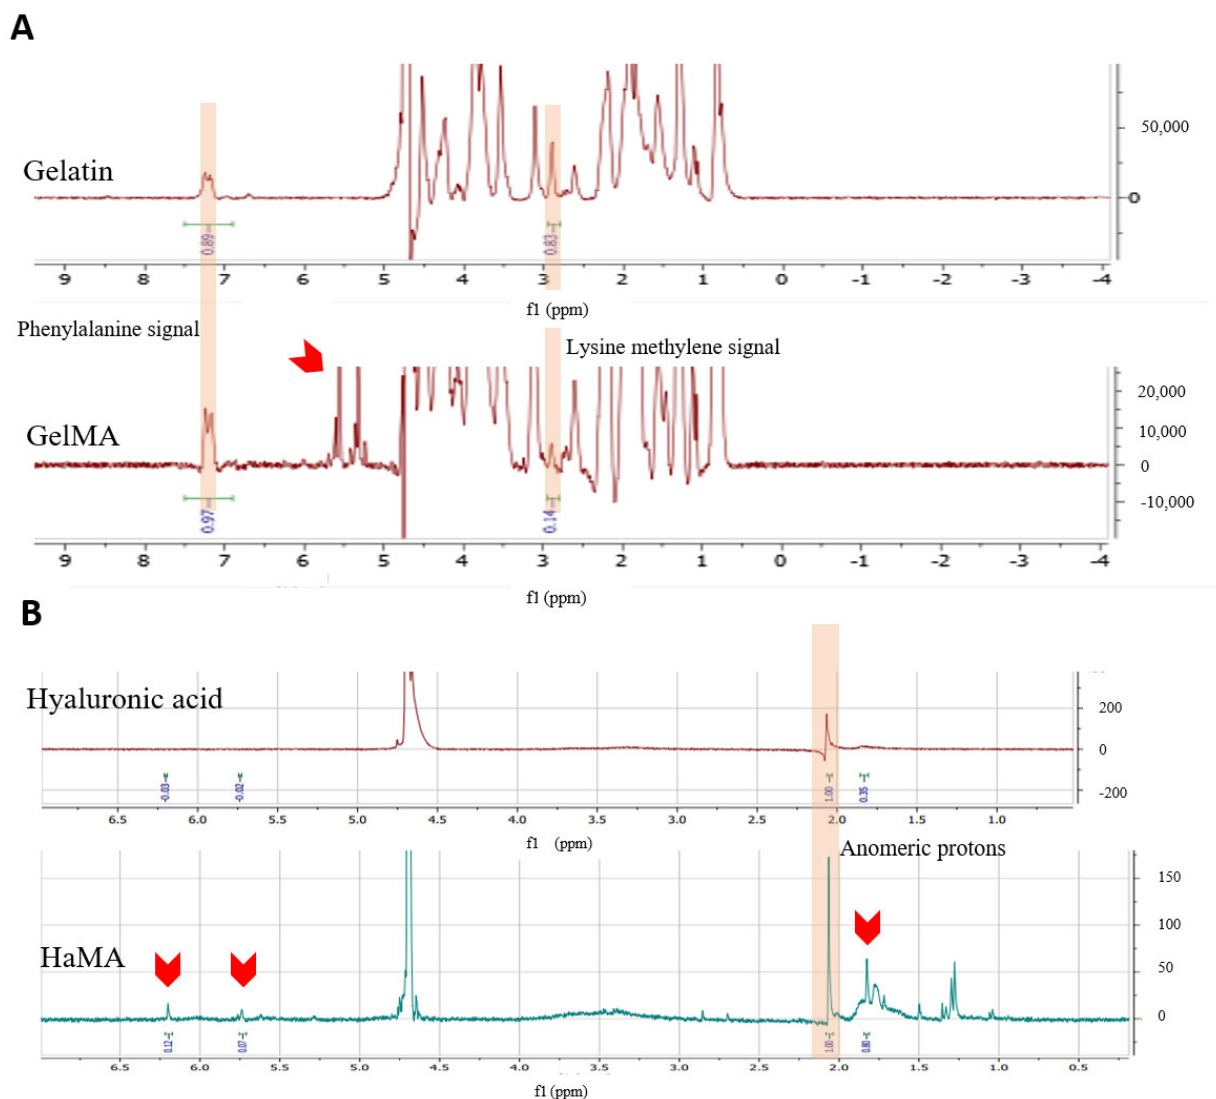 A
Gelatin
50,000
0
0.89
0.83
9 8 7 6 5 4 3 2 1 0 -1 -2 -3 -4
f1 (ppm)
Phenylalanine signal
Lysine methylene signal
GelMA
20,000
10,000
0
-10,000
0.97
0.14
9 8 7 6 5 4 3 2 1 0 -1 -2 -3 -4
f1 (ppm)
B
Hyaluronic acid
200
0
-200
-0.03
-0.02
1.00
0.35
6.5 6.0 5.5 5.0 4.5 4.0 3.5 3.0 2.5 2.0 1.5 1.0
f1 (ppm)
Anomeric protons
HaMA
150
100
50
0
0.12
0.07
1.00
0.80
6.5 6.0 5.5 5.0 4.5 4.0 3.5 3.0 2.5 2.0 1.5 1.0 0.5
f1 (ppm)